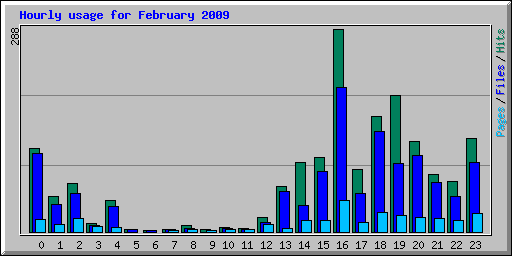 Hourly usage for February 2009
288
Pages / Files / Hits
0 1 2 3 4 5 6 7 8 9 10 11 12 13 14 15 16 17 18 19 20 21 22 23